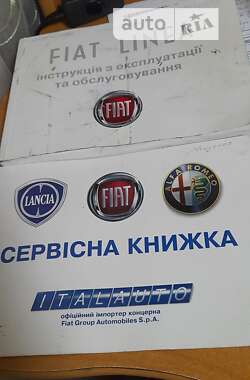 auto RIA
FIAT LINEA
інструкція з експлуатації
та обслуговування
FIAT
LANCIA
FIAT
ALFA ROMEO
СЕРВІСНА КНИЖКА
ITALAUTO
офіційний імпортер концерна
Fiat Group Automobiles S.p.A.